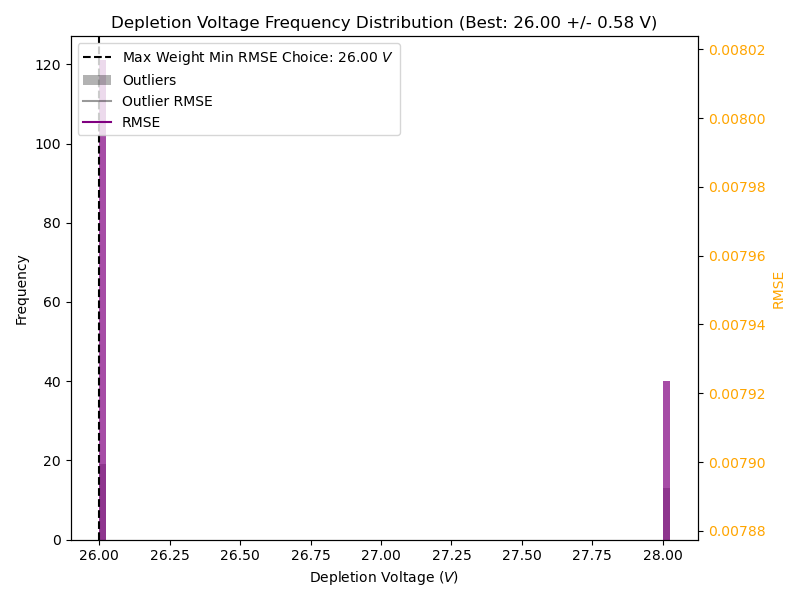 Depletion Voltage Frequency Distribution (Best: 26.00 +/- 0.58 V)
Max Weight Min RMSE Choice: 26.00 V
Outliers
Outlier RMSE
RMSE
120
100
80
60
40
20
0
Frequency
26.00 26.25 26.50 26.75 27.00 27.25 27.50 27.75 28.00
Depletion Voltage (V)
0.00802
0.00800
0.00798
0.00796
0.00794
0.00792
0.00790
0.00788
RMSE